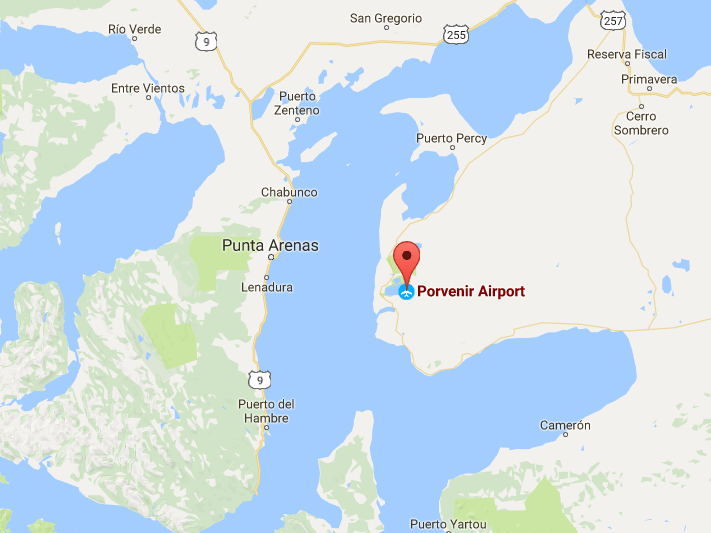 San Gregorio
257
Río Verde
9
255
Reserva Fiscal
Primavera
Entre Vientos
Puerto
Zenteno
Cerro
Sombrero
Puerto Percy
Chabunco
Punta Arenas
Lenadura
Porvenir Airport
9
Puerto del
Hambre
Camerón
Puerto Yartou